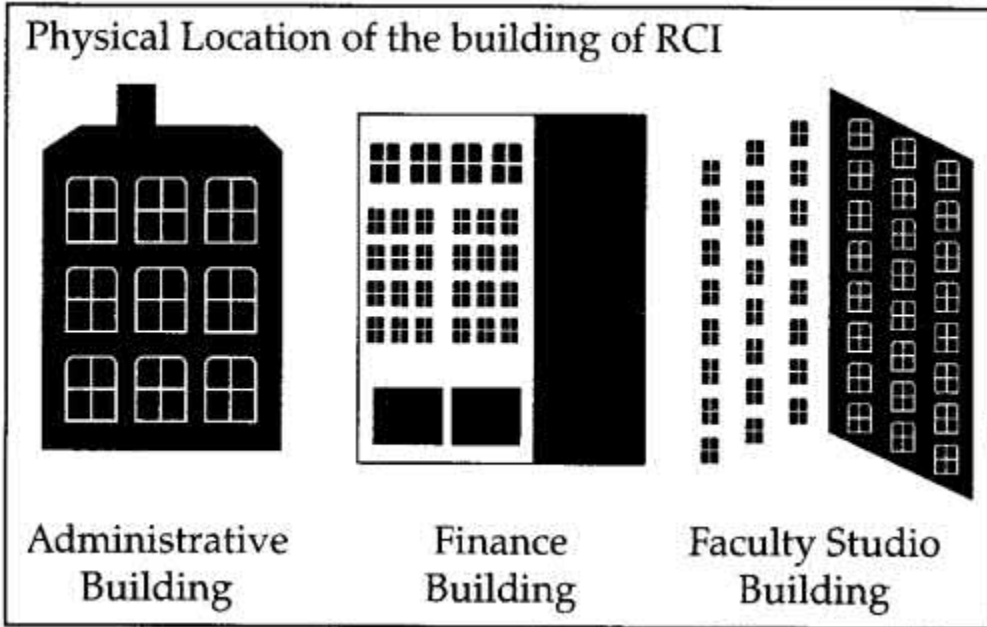 Physical Location of the building of RCI
Administrative
Building
Finance
Building
Faculty Studio
Building